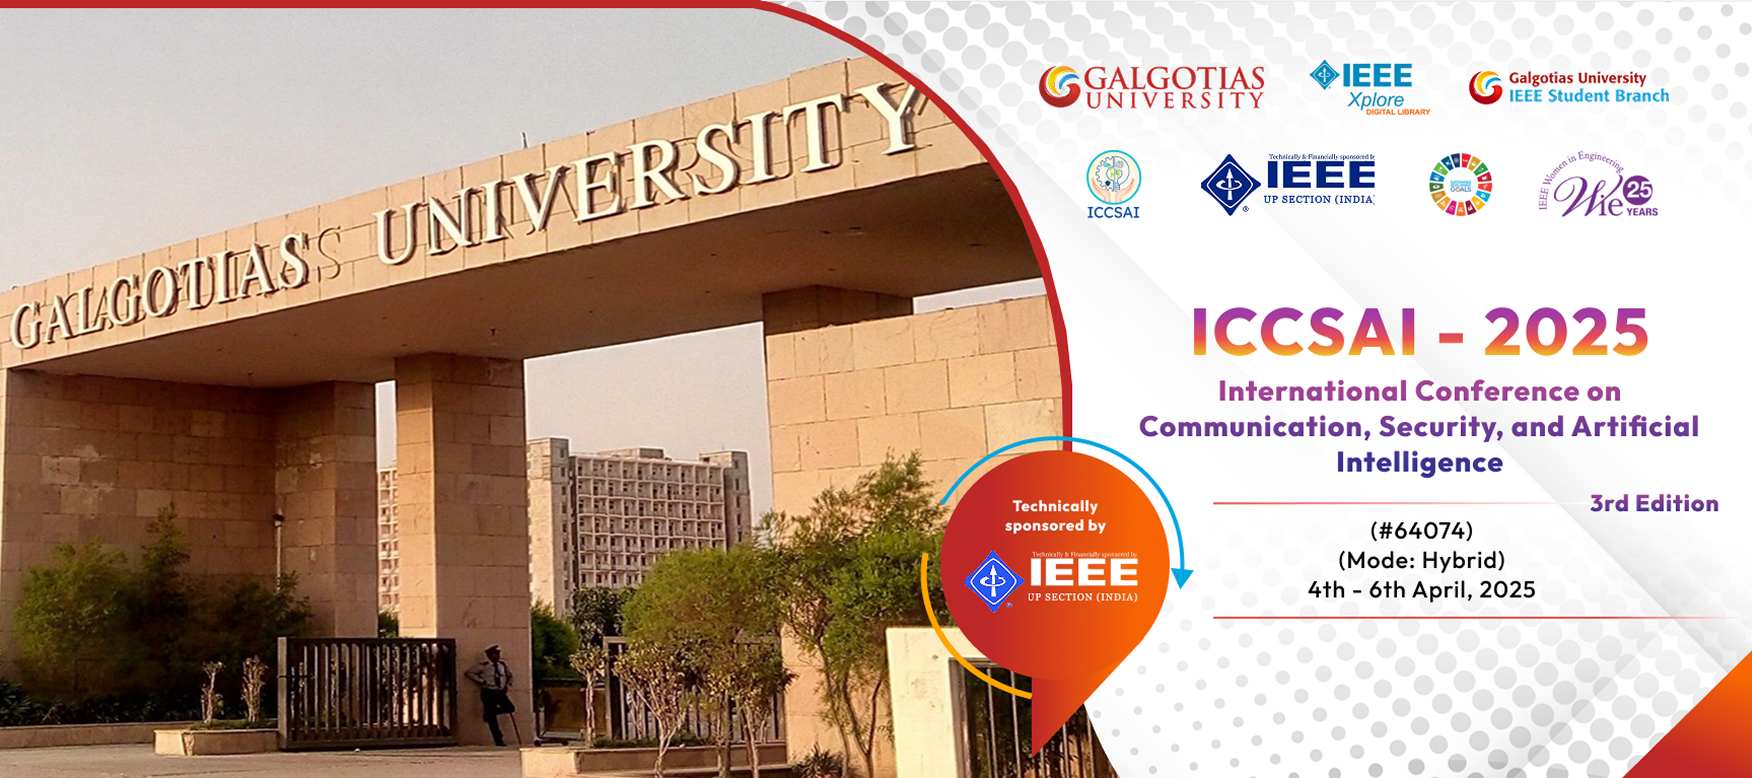 GALGOTIAS UNIVERSITY
GALGOTIAS
UNIVERSITY
IEEE
Xplore
DIGITAL LIBRARY
Galgotias University
IEEE Student Branch
ICCSAI
Technically & Financially sponsored by
IEEE
UP SECTION (INDIA)
GOALS
IEEE Women in Engineering
Wie 25
YEARS
ICCSAI - 2025
International Conference on
Communication, Security, and Artificial
Intelligence
3rd Edition
(#64074)
(Mode: Hybrid)
4th - 6th April, 2025
Technically
sponsored by
Technically & Financially sponsored by
IEEE
UP SECTION (INDIA)